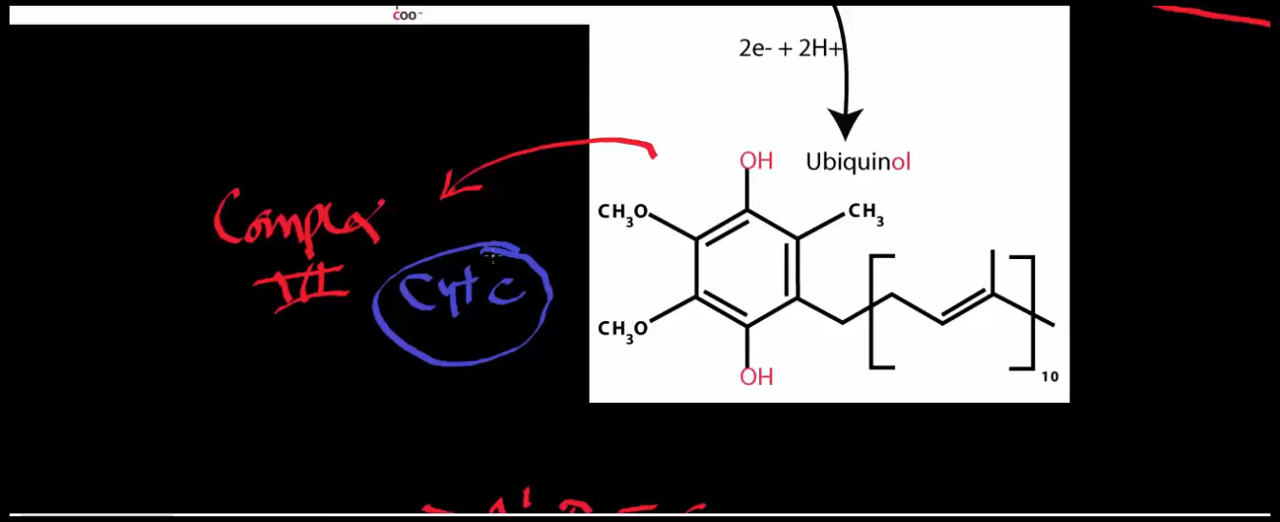 COO⁻
2e- + 2H+
OH Ubiquinol
CH₃O CH₃
Complex
III
Cyt c
CH₃O
OH
10